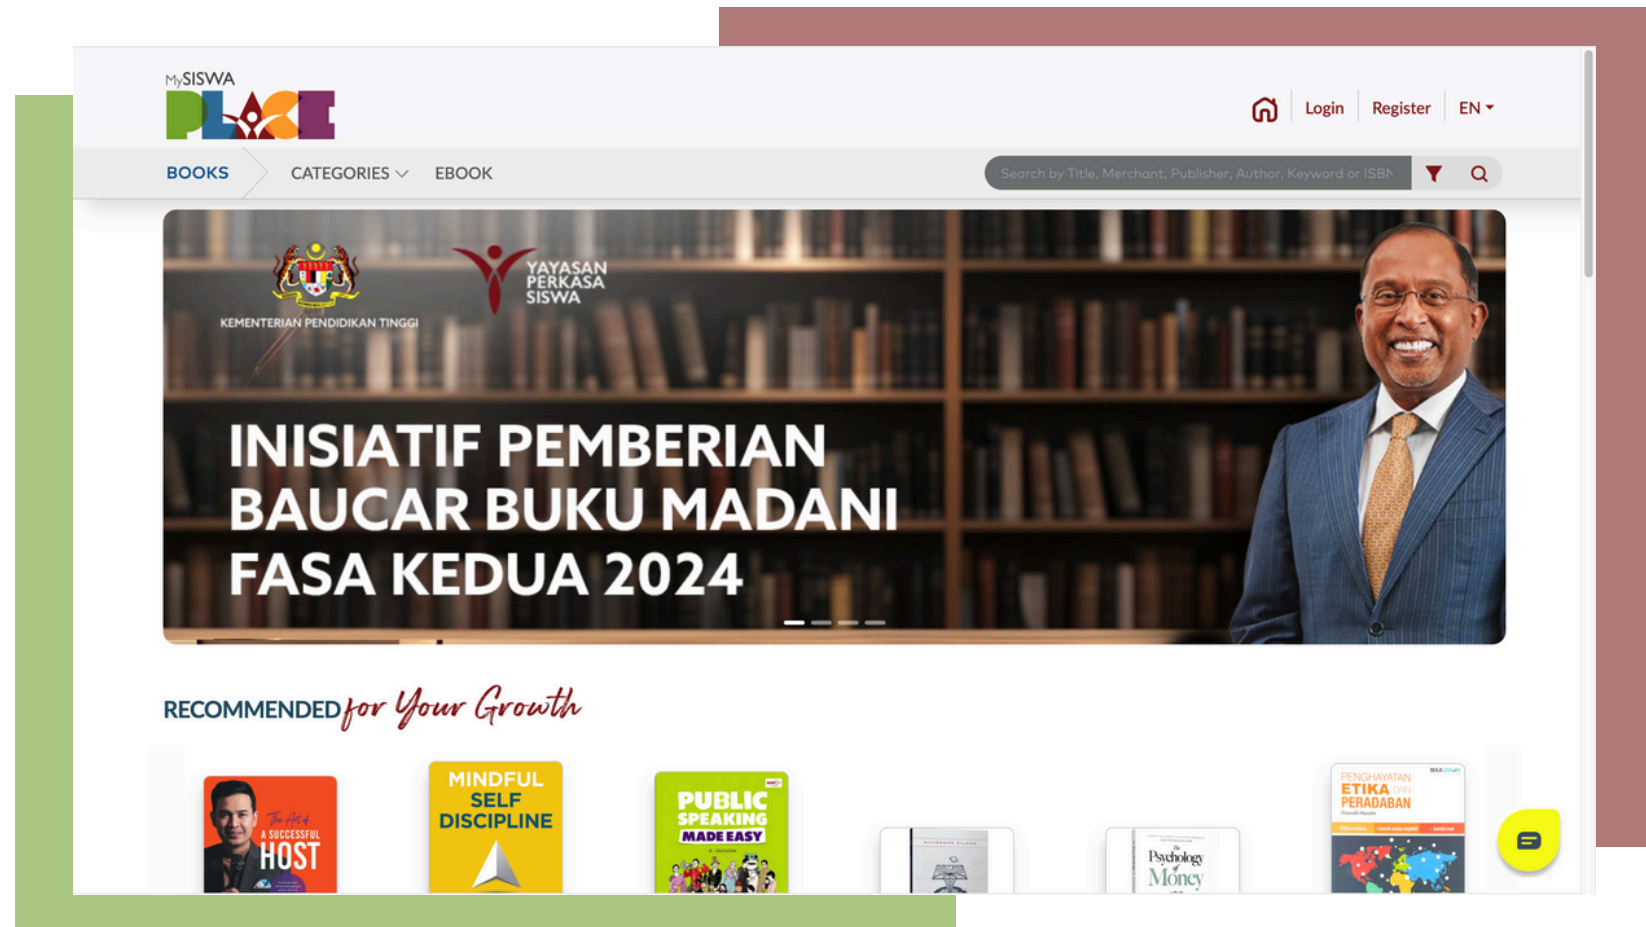 MySISWA
PLACE
Login
Register
EN
BOOKS
CATEGORIES
EBOOK
Search by Title, Merchant, Publisher, Author, Keyword or ISBN
KEMENTERIAN PENDIDIKAN TINGGI
YAYASAN
PERKASA
SISWA
INISIATIF PEMBERIAN
BAUCAR BUKU MADANI
FASA KEDUA 2024
RECOMMENDED for Your Growth
The Art of
A SUCCESSFUL
HOST
MINDFUL
SELF
DISCIPLINE
PUBLIC
SPEAKING
MADE EASY
The
Psychology
of
Money
PENGHAYATAN
ETIKA DAN
PERADABAN